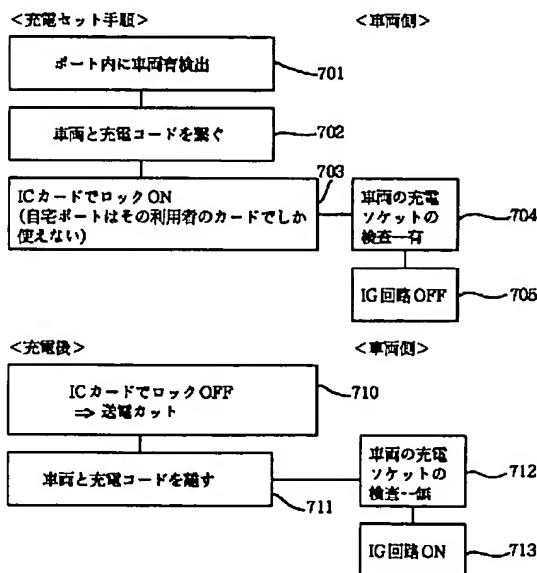 <充電セット手順>
<車両側>
ポート内に車両有検出
701
車両と充電コードを繋ぐ
702
703
ICカードでロックON
(自宅ポートはその利用者のカードでしか
使えない)
車両の充電
ソケットの
検査―有
704
IG回路OFF
705
<充電後>
<車両側>
ICカードでロックOFF
⇒ 送電カット
710
車両と充電コードを離す
711
車両の充電
ソケットの
検査--無
712
IG回路ON
713